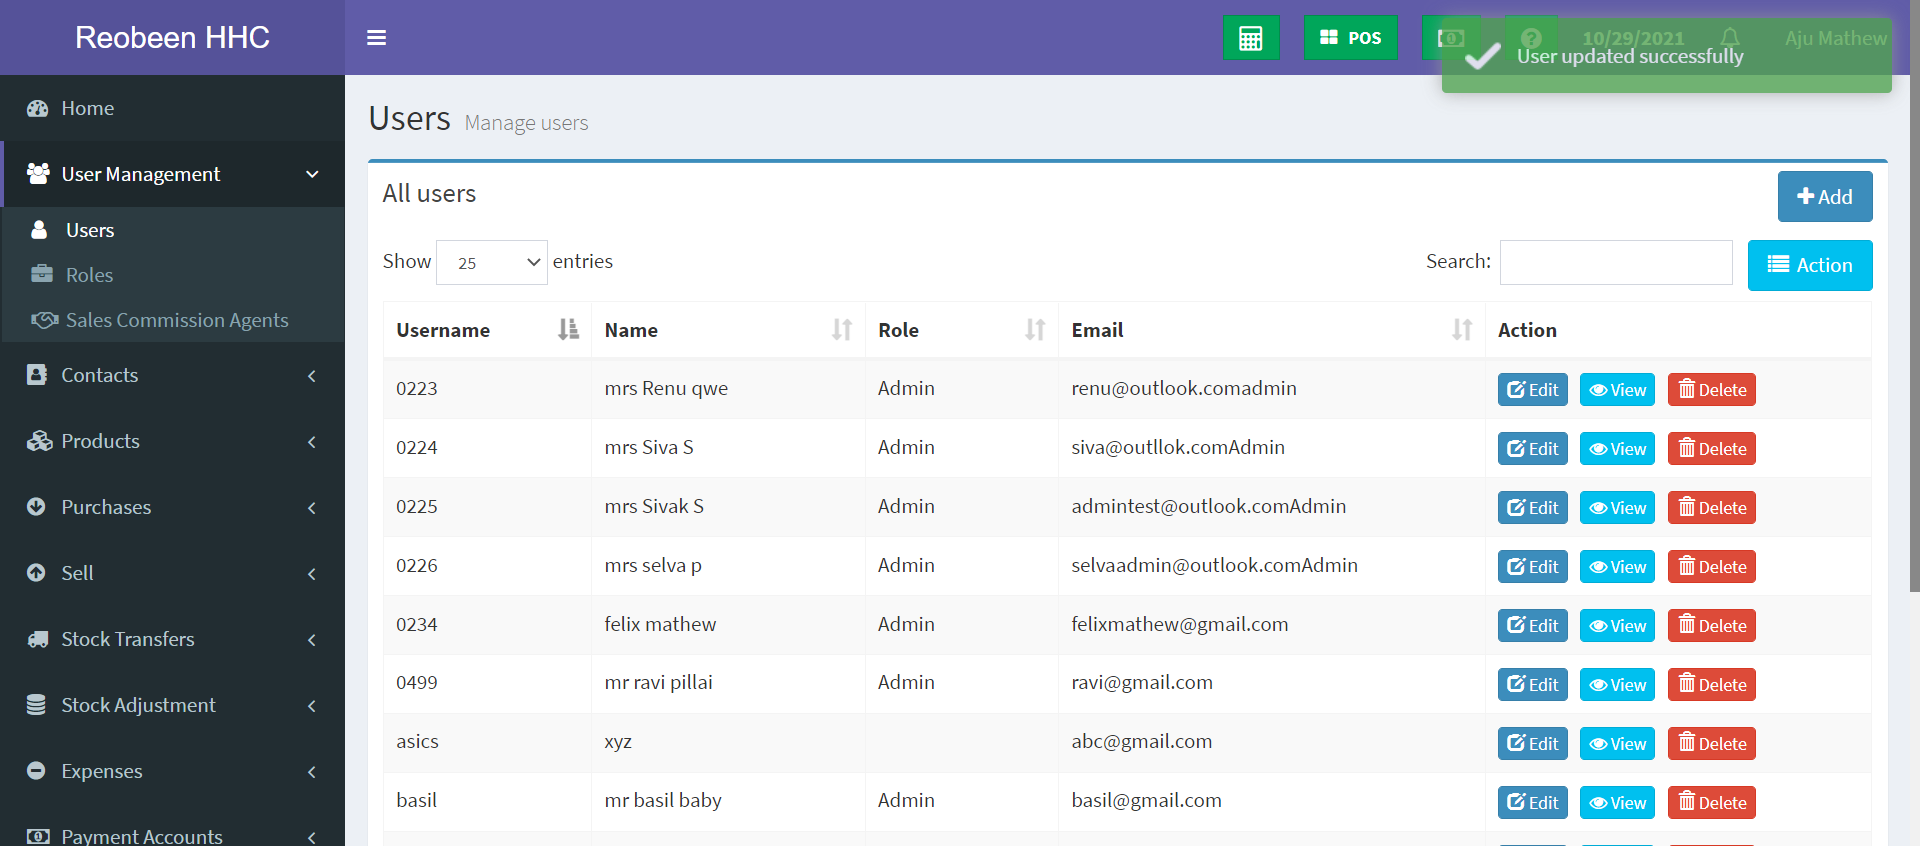 Reobeen HHC
POS
10/29/2021
Aju Mathew
User updated successfully
Home
User Management
Users
Roles
Sales Commission Agents
Contacts
Products
Purchases
Sell
Stock Transfers
Stock Adjustment
Expenses
Payment Accounts
Users Manage users
All users
Add
Show 25 entries
Search:
Action
Username Name Role Email Action
0223 mrs Renu qwe Admin renu@outlook.comadmin Edit View Delete
0224 mrs Siva S Admin siva@outllok.comAdmin Edit View Delete
0225 mrs Sivak S Admin admintest@outlook.comAdmin Edit View Delete
0226 mrs selva p Admin selvaadmin@outlook.comAdmin Edit View Delete
0234 felix mathew Admin felixmathew@gmail.com Edit View Delete
0499 mr ravi pillai Admin ravi@gmail.com Edit View Delete
asics xyz abc@gmail.com Edit View Delete
basil mr basil baby Admin basil@gmail.com Edit View Delete